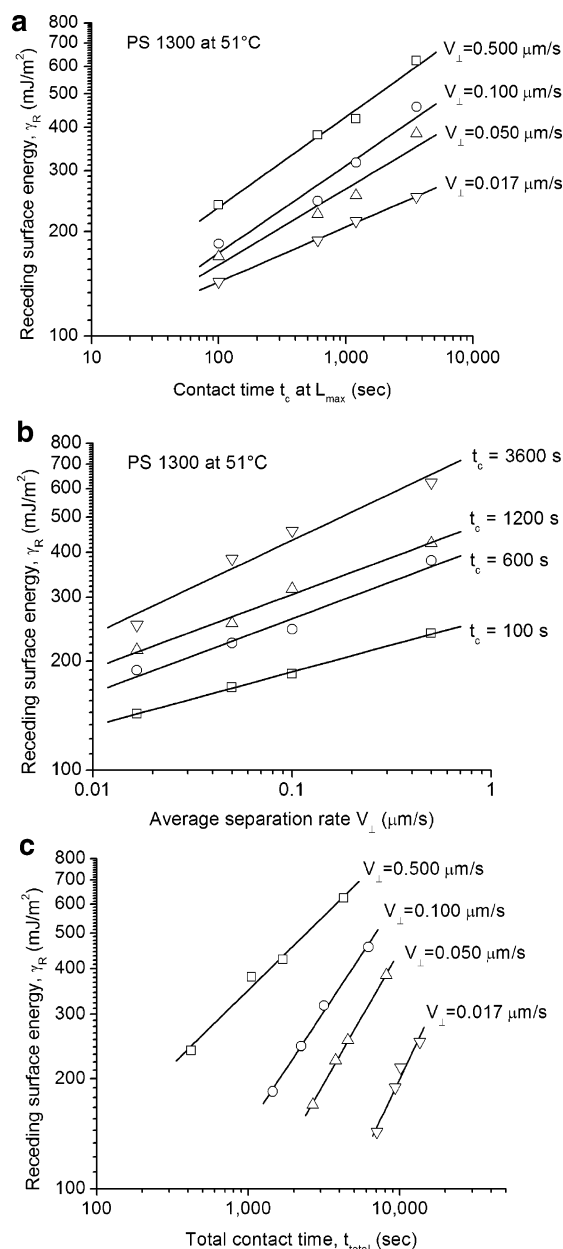 a
PS 1300 at 51°C
V⊥=0.500 μm/s
V⊥=0.100 μm/s
V⊥=0.050 μm/s
V⊥=0.017 μm/s
800
700
600
500
400
300
200
100
Receding surface energy, γR (mJ/m²)
10 100 1,000 10,000
Contact time tc at Lmax (sec)
b
PS 1300 at 51°C
tc = 3600 s
tc = 1200 s
tc = 600 s
tc = 100 s
800
700
600
500
400
300
200
100
Receding surface energy, γR (mJ/m²)
0.01 0.1 1
Average separation rate V⊥ (μm/s)
c
V⊥=0.500 μm/s
V⊥=0.100 μm/s
V⊥=0.050 μm/s
V⊥=0.017 μm/s
800
700
600
500
400
300
200
100
Receding surface energy, γR (mJ/m²)
100 1,000 10,000
Total contact time, ttotal (sec)